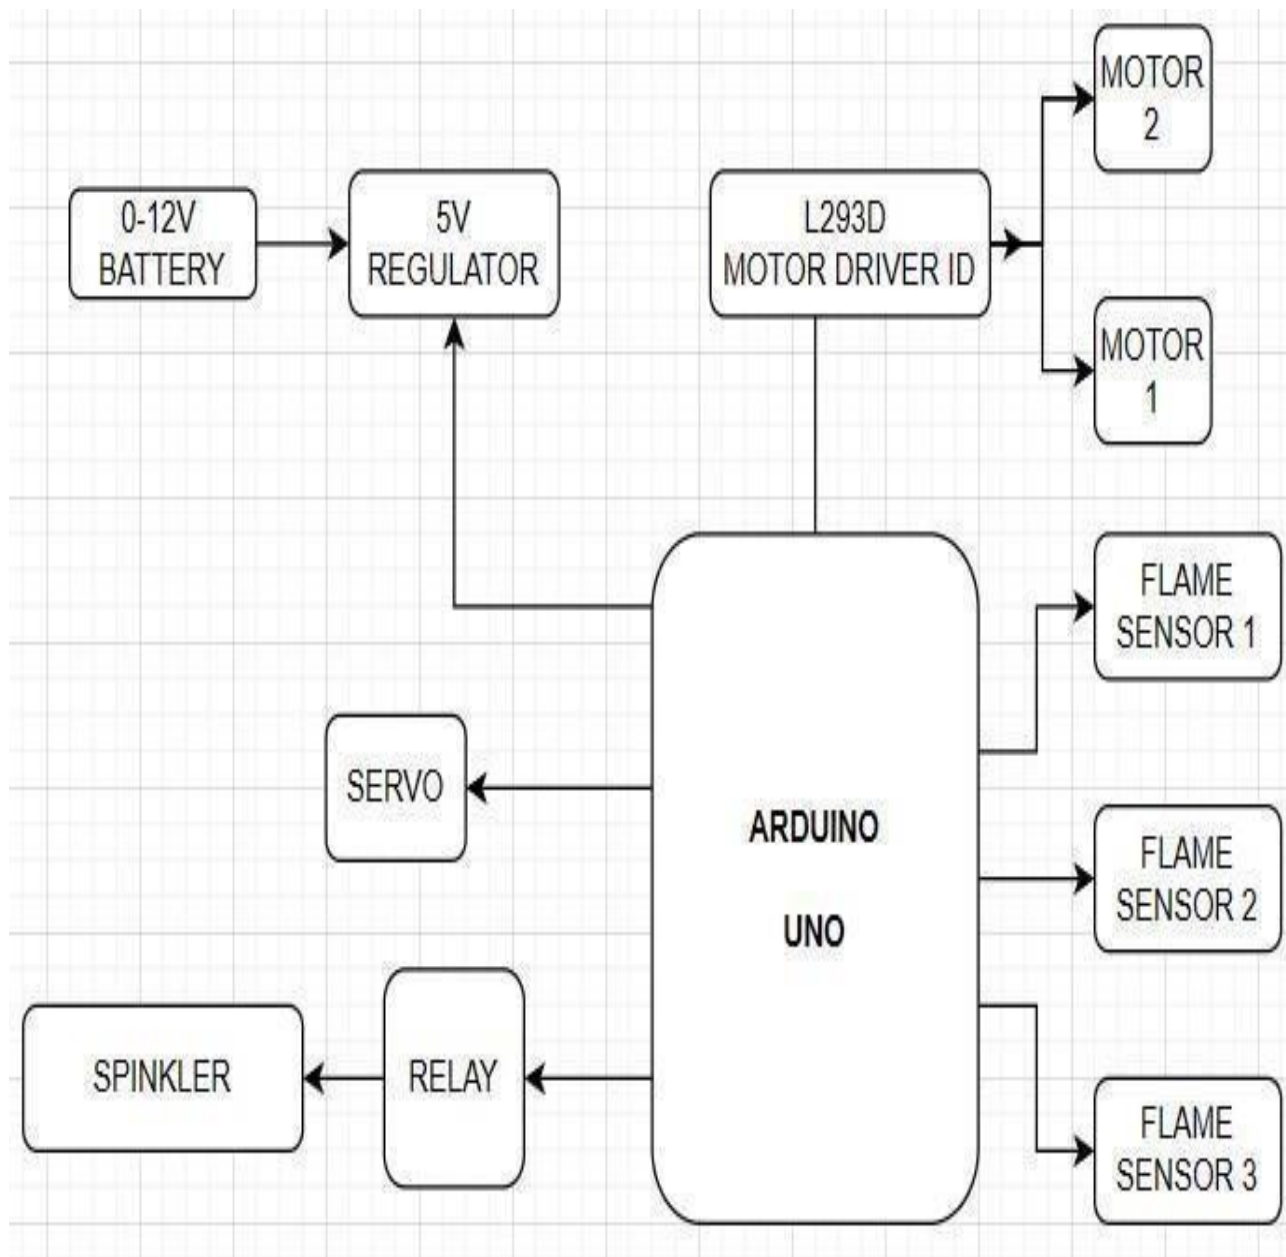 MOTOR
2
0-12V
BATTERY
5V
REGULATOR
L293D
MOTOR DRIVER ID
MOTOR
1
FLAME
SENSOR 1
SERVO
ARDUINO
UNO
FLAME
SENSOR 2
SPINKLER
RELAY
FLAME
SENSOR 3